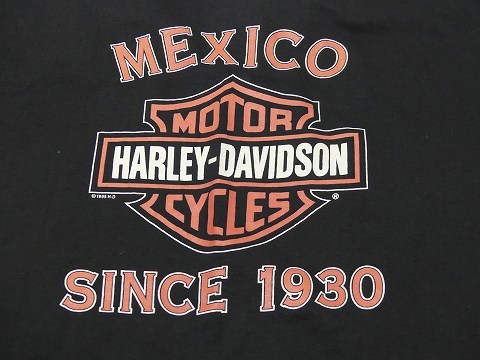 MEXICO
MOTOR
HARLEY-DAVIDSON
CYCLES
®
SINCE 1930